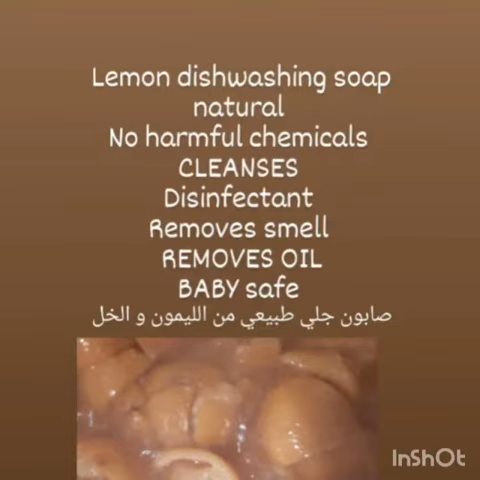 Lemon dishwashing soap
natural
No harmful chemicals
CLEANSES
Disinfectant
Removes smell
REMOVES OIL
BABY safe
صابون جلي طبيعي من الليمون و الخل
InShOt